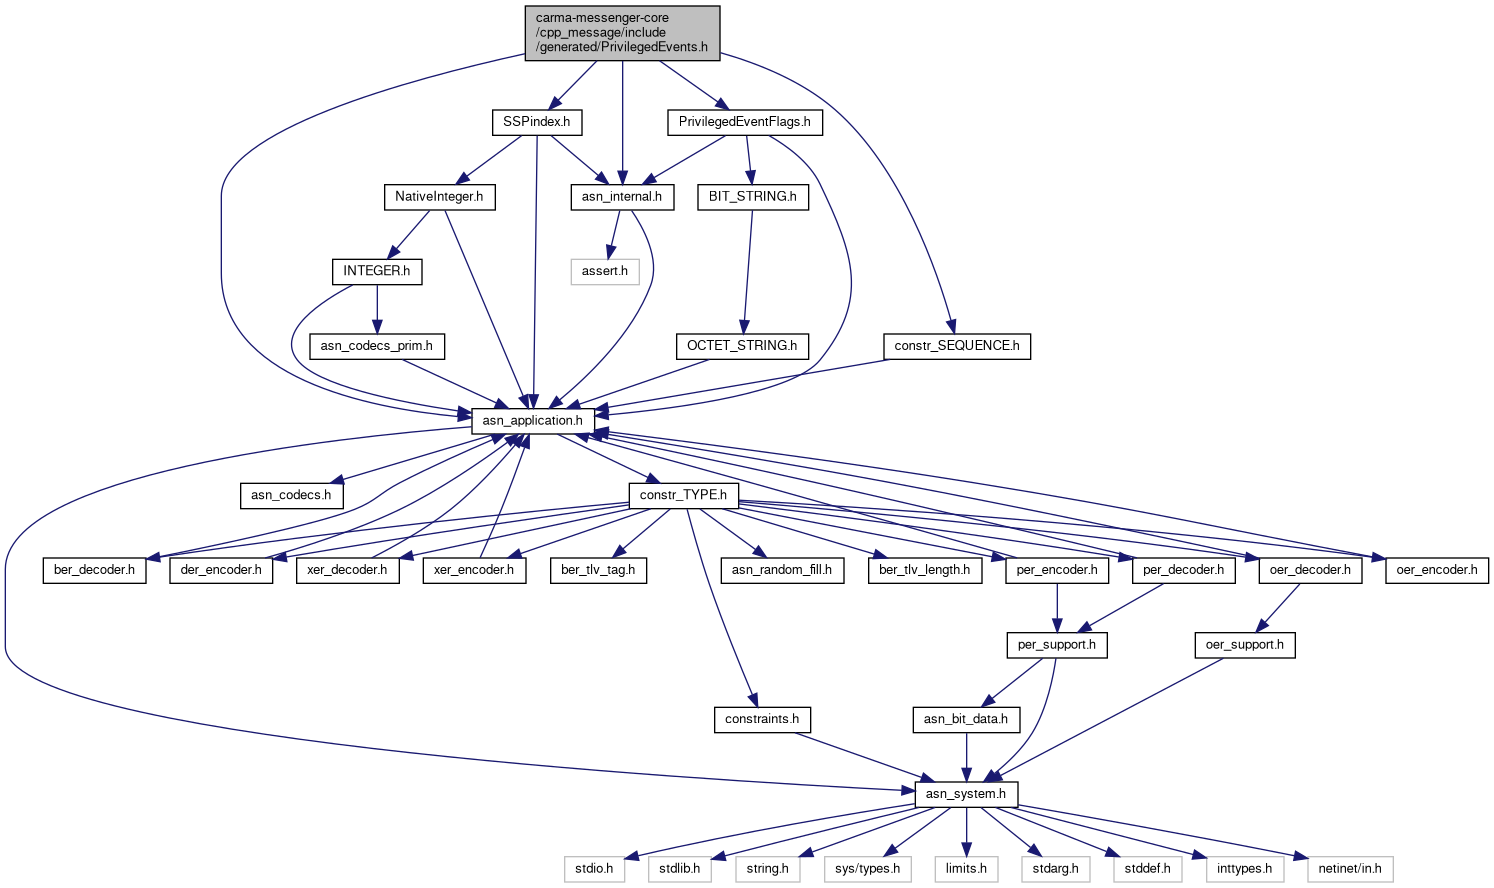 carma-messenger-core
/cpp_message/include
/generated/PrivilegedEvents.h
SSPindex.h
PrivilegedEventFlags.h
NativeInteger.h
asn_internal.h
BIT_STRING.h
INTEGER.h
assert.h
asn_codecs_prim.h
OCTET_STRING.h
constr_SEQUENCE.h
asn_application.h
asn_codecs.h
constr_TYPE.h
ber_decoder.h
der_encoder.h
xer_decoder.h
xer_encoder.h
ber_tlv_tag.h
asn_random_fill.h
ber_tlv_length.h
per_encoder.h
per_decoder.h
oer_decoder.h
oer_encoder.h
per_support.h
oer_support.h
constraints.h
asn_bit_data.h
asn_system.h
stdio.h
stdlib.h
string.h
sys/types.h
limits.h
stdarg.h
stddef.h
inttypes.h
netinet/in.h